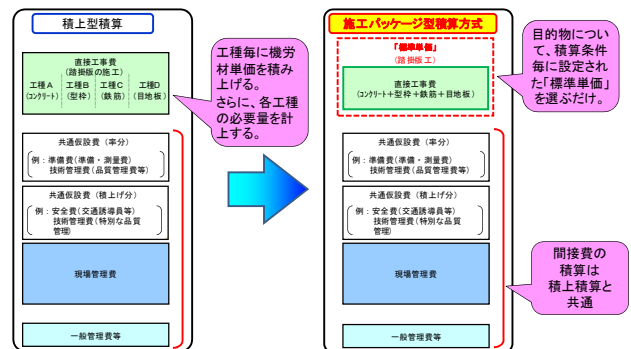 積上型積算
直接工事費
(踏掛版の施工)
工種A 工種B 工種C 工種D
(コンクリート) (型枠) (鉄筋) (目地板)
共通仮設費(率分)
例:準備費(準備・測量費)
技術管理費(品質管理費等)
共通仮設費(積上げ分)
例:安全費(交通誘導員等)
技術管理費(特別な品質
管理)
現場管理費
一般管理費等
工種毎に機労
材単価を積み
上げる。
さらに、各工種
の必要量を計
上する。
施工パッケージ型積算方式
「標準単価」
(踏掛版工)
直接工事費
(コンクリート+型枠+鉄筋+目地板)
共通仮設費(率分)
例:準備費(準備・測量費)
技術管理費(品質管理費等)
共通仮設費(積上げ分)
例:安全費(交通誘導員等)
技術管理費(特別な品質
管理)
現場管理費
一般管理費等
目的物につい
て、積算条件
毎に設定され
た「標準単価」
を選ぶだけ。
間接費の
積算は
積上積算と
共通